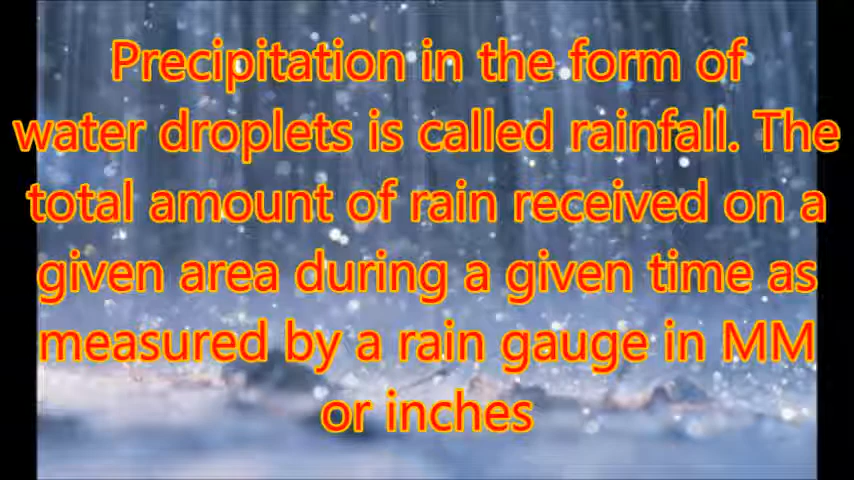 Precipitation in the form of
water droplets is called rainfall. The
total amount of rain received on a
given area during a given time as
measured by a rain gauge in MM
or inches